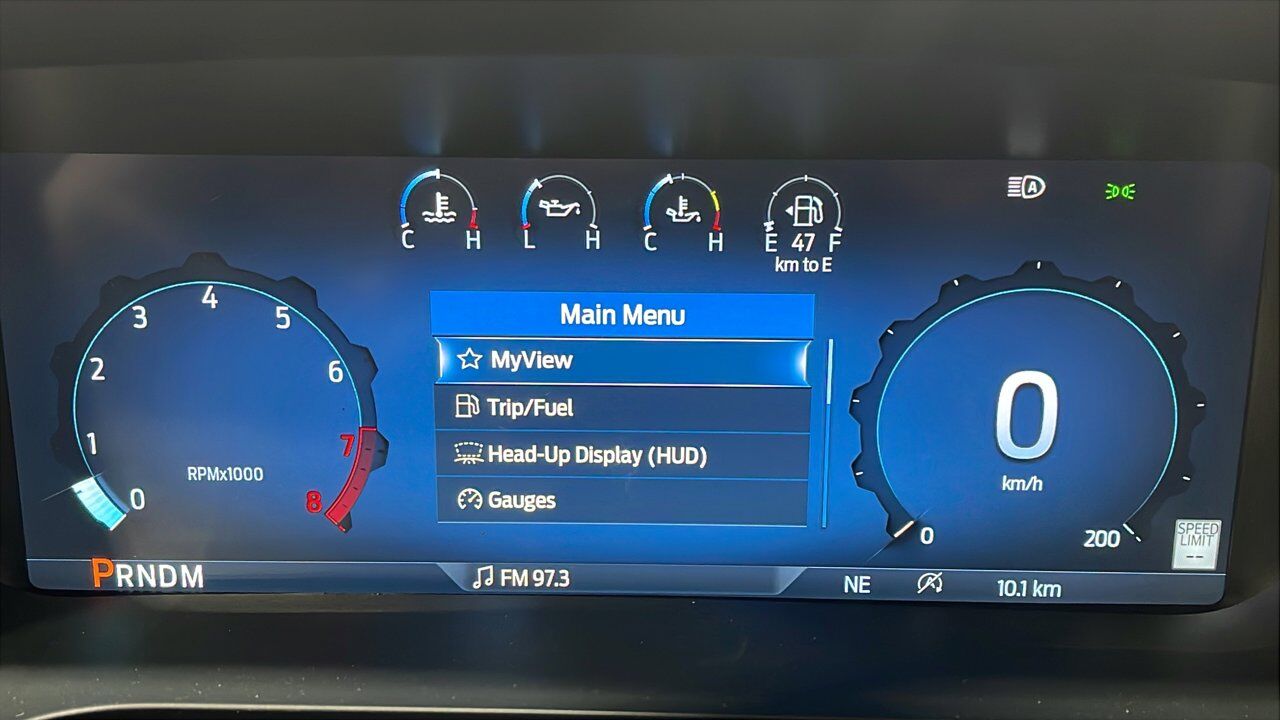 A
C H
L H
C H
E 47 F
km to E
Main Menu
MyView
Trip/Fuel
Head-Up Display (HUD)
Gauges
0
1
2
3
4
5
6
7
8
RPMx1000
0
km/h
0
200
SPEED
LIMIT
--
PRNDM
FM 97.3
NE
10.1 km